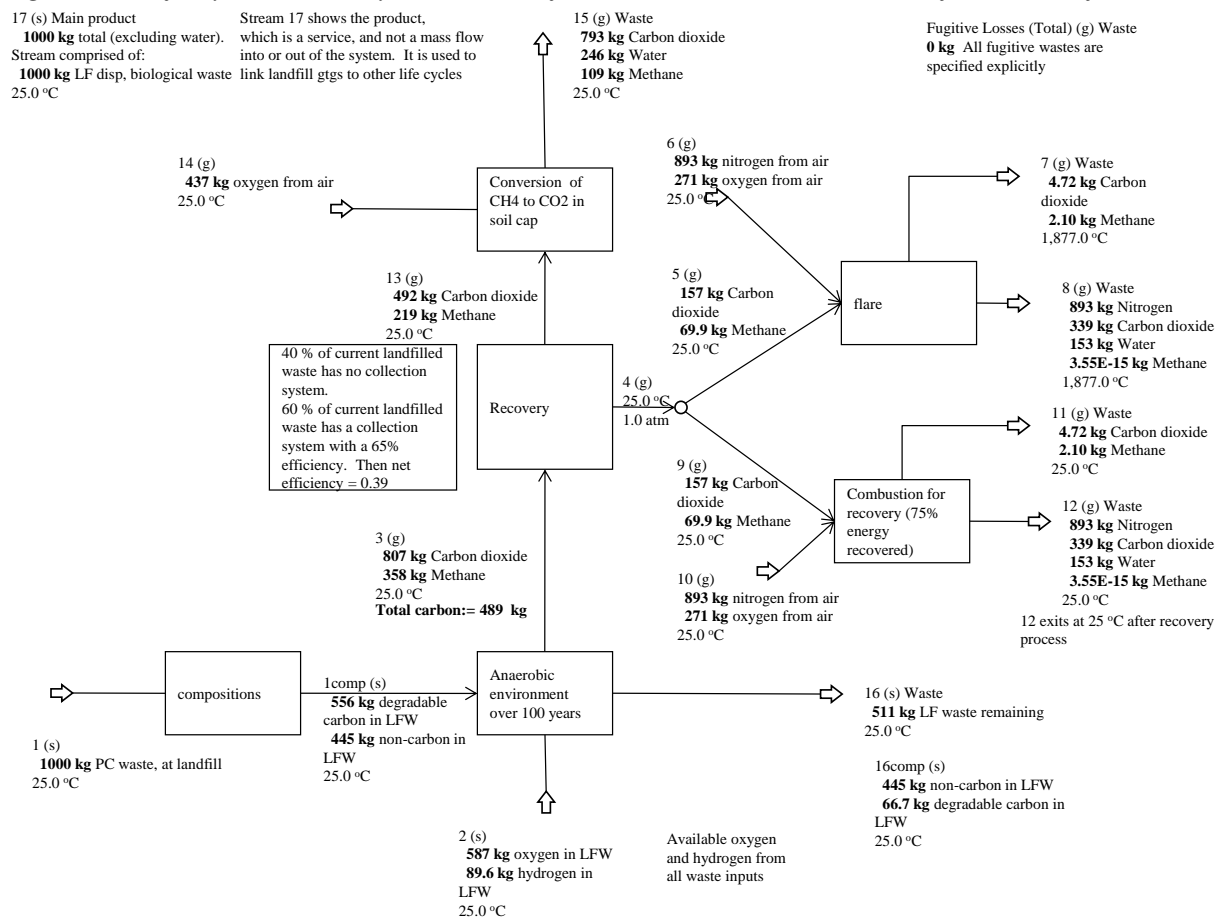 17 (s) Main product
1000 kg total (excluding water).
Stream comprised of:
1000 kg LF disp, biological waste
25.0 °C
Stream 17 shows the product,
which is a service, and not a mass flow
into or out of the system. It is used to
link landfill gtgs to other life cycles
15 (g) Waste
793 kg Carbon dioxide
246 kg Water
109 kg Methane
25.0 °C
Fugitive Losses (Total) (g) Waste
0 kg All fugitive wastes are
specified explicitly
14 (g)
437 kg oxygen from air
25.0 °C
Conversion of
CH4 to CO2 in
soil cap
6 (g)
893 kg nitrogen from air
271 kg oxygen from air
25.0 °C
7 (g) Waste
4.72 kg Carbon
dioxide
2.10 kg Methane
1,877.0 °C
13 (g)
492 kg Carbon dioxide
219 kg Methane
25.0 °C
5 (g)
157 kg Carbon
dioxide
69.9 kg Methane
25.0 °C
flare
8 (g) Waste
893 kg Nitrogen
339 kg Carbon dioxide
153 kg Water
3.55E-15 kg Methane
1,877.0 °C
40 % of current landfilled
waste has no collection
system.
60 % of current landfilled
waste has a collection
system with a 65%
efficiency. Then net
efficiency = 0.39
Recovery
4 (g)
25.0 °C
1.0 atm
11 (g) Waste
4.72 kg Carbon dioxide
2.10 kg Methane
25.0 °C
9 (g)
157 kg Carbon
dioxide
69.9 kg Methane
25.0 °C
Combustion for
recovery (75%
energy
recovered)
12 (g) Waste
893 kg Nitrogen
339 kg Carbon dioxide
153 kg Water
3.55E-15 kg Methane
25.0 °C
12 exits at 25 °C after recovery
process
3 (g)
807 kg Carbon dioxide
358 kg Methane
25.0 °C
Total carbon:= 489 kg
10 (g)
893 kg nitrogen from air
271 kg oxygen from air
25.0 °C
compositions
1comp (s)
556 kg degradable
carbon in LFW
445 kg non-carbon in
LFW
25.0 °C
Anaerobic
environment
over 100 years
16 (s) Waste
511 kg LF waste remaining
25.0 °C
1 (s)
1000 kg PC waste, at landfill
25.0 °C
16comp (s)
445 kg non-carbon in LFW
66.7 kg degradable carbon in
LFW
25.0 °C
2 (s)
587 kg oxygen in LFW
89.6 kg hydrogen in
LFW
25.0 °C
Available oxygen
and hydrogen from
all waste inputs